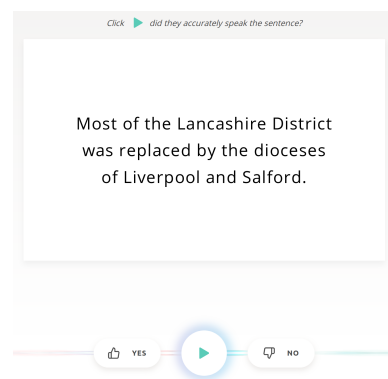 Click did they accurately speak the sentence?
Most of the Lancashire District
was replaced by the dioceses
of Liverpool and Salford.
YES NO